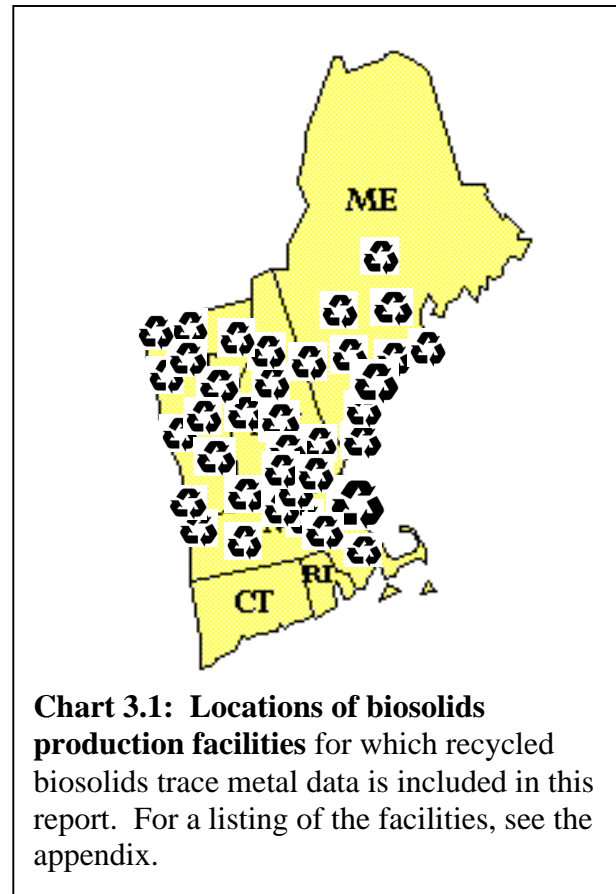 ME
CT
RI
Chart 3.1: Locations of biosolids
production facilities for which recycled
biosolids trace metal data is included in this
report. For a listing of the facilities, see the
appendix.